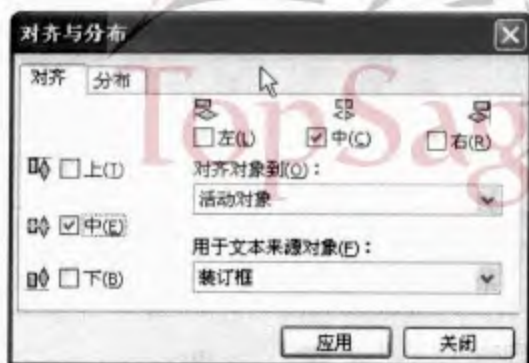 对齐与分布
对齐 分布
左(L) 中(C) 右(R)
上(T) 对齐对象到(O)：
活动对象
中(E)
用于文本来源对象(F)：
下(B) 装订框
应用 关闭
TopSag